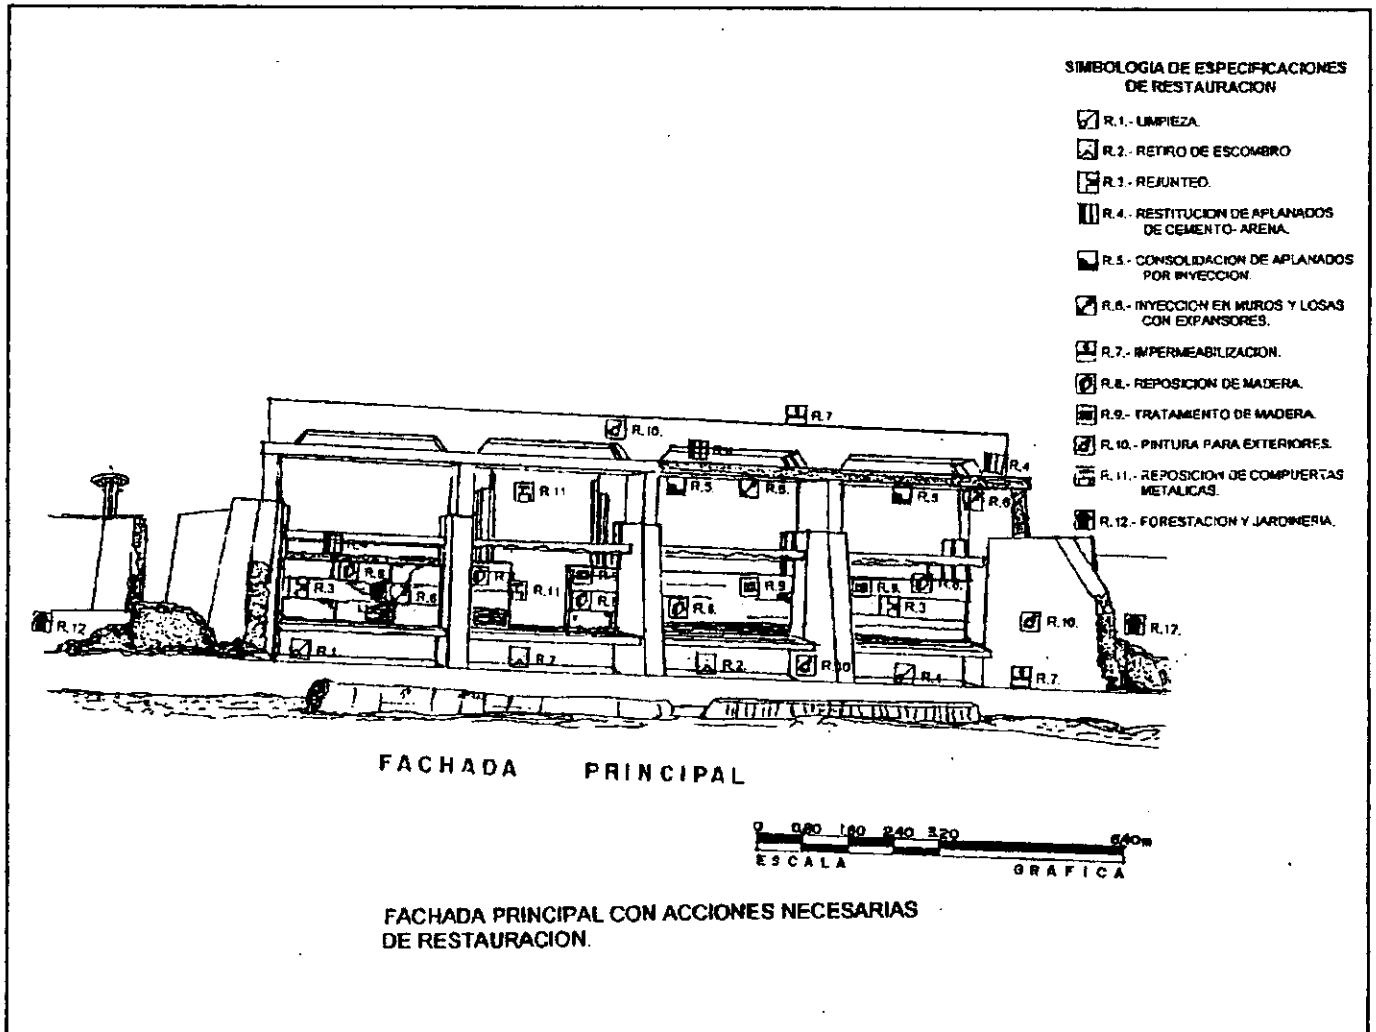 SIMBOLOGIA DE ESPECIFICACIONES
DE RESTAURACION
R.1.- LIMPIEZA.
R.2.- RETIRO DE ESCOMBRO
R.3.- REJUNTEO.
R.4.- RESTITUCION DE APLANADOS
DE CEMENTO- ARENA.
R.5.- CONSOLIDACION DE APLANADOS
POR INYECCION.
R.6.- INYECCION EN MUROS Y LOSAS
CON EXPANSORES.
R.7.- IMPERMEABILIZACION.
R.8.- REPOSICION DE MADERA.
R.9.- TRATAMIENTO DE MADERA.
R.10.- PINTURA PARA EXTERIORES.
R.11.- REPOSICION DE COMPUERTAS
METALICAS.
R.12.- FORESTACION Y JARDINERIA.
R.7
R.10.
R.4
R.11
R.5.
R.6.
R.5
R.6
R.8.
R.3
R.6
R.11
R.9
R.9.
R.8.
R.8.
R.3
R.12
R.10.
R.12.
R.1.
R.2
R.2.
R.10
R.1
R.7.
FACHADA PRINCIPAL
0 0.80 1.60 2.40 3.20 6.40m
ESCALA GRAFICA
FACHADA PRINCIPAL CON ACCIONES NECESARIAS
DE RESTAURACION.